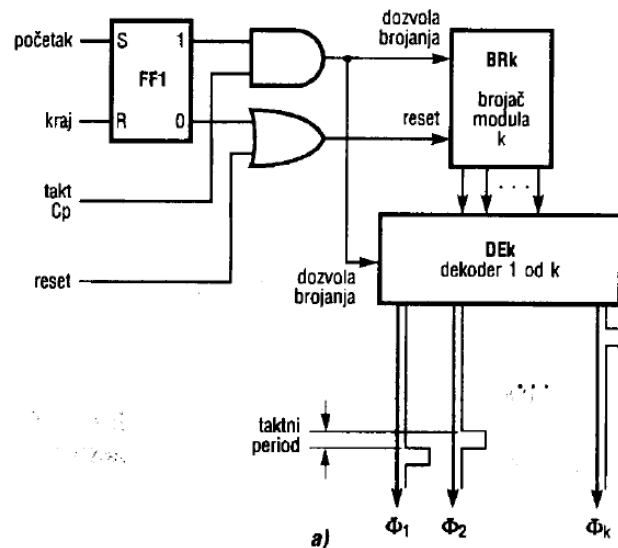 početak
S
1
FF1
kraj
R
0
takt
Cp
reset
dozvola
brojanja
reset
BRk
brojač
modula
k
...
DEk
dekoder 1 od k
dozvola
brojanja
...
taktni
period
Φ1
Φ2
Φk
a)